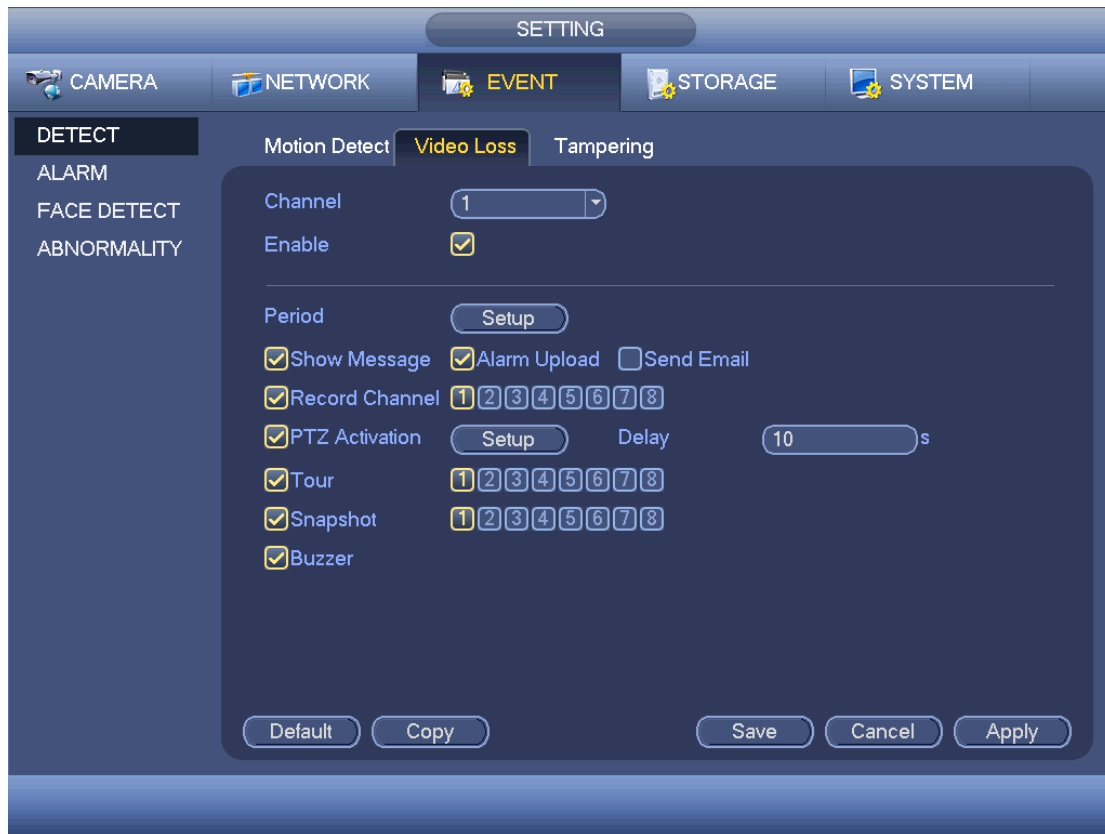 SETTING
CAMERA NETWORK EVENT STORAGE SYSTEM
DETECT
ALARM
FACE DETECT
ABNORMALITY
Motion Detect Video Loss Tampering
Channel 1
Enable
Period Setup
Show Message Alarm Upload Send Email
Record Channel 1 2 3 4 5 6 7 8
PTZ Activation Setup Delay 10 s
Tour 1 2 3 4 5 6 7 8
Snapshot 1 2 3 4 5 6 7 8
Buzzer
Default Copy Save Cancel Apply